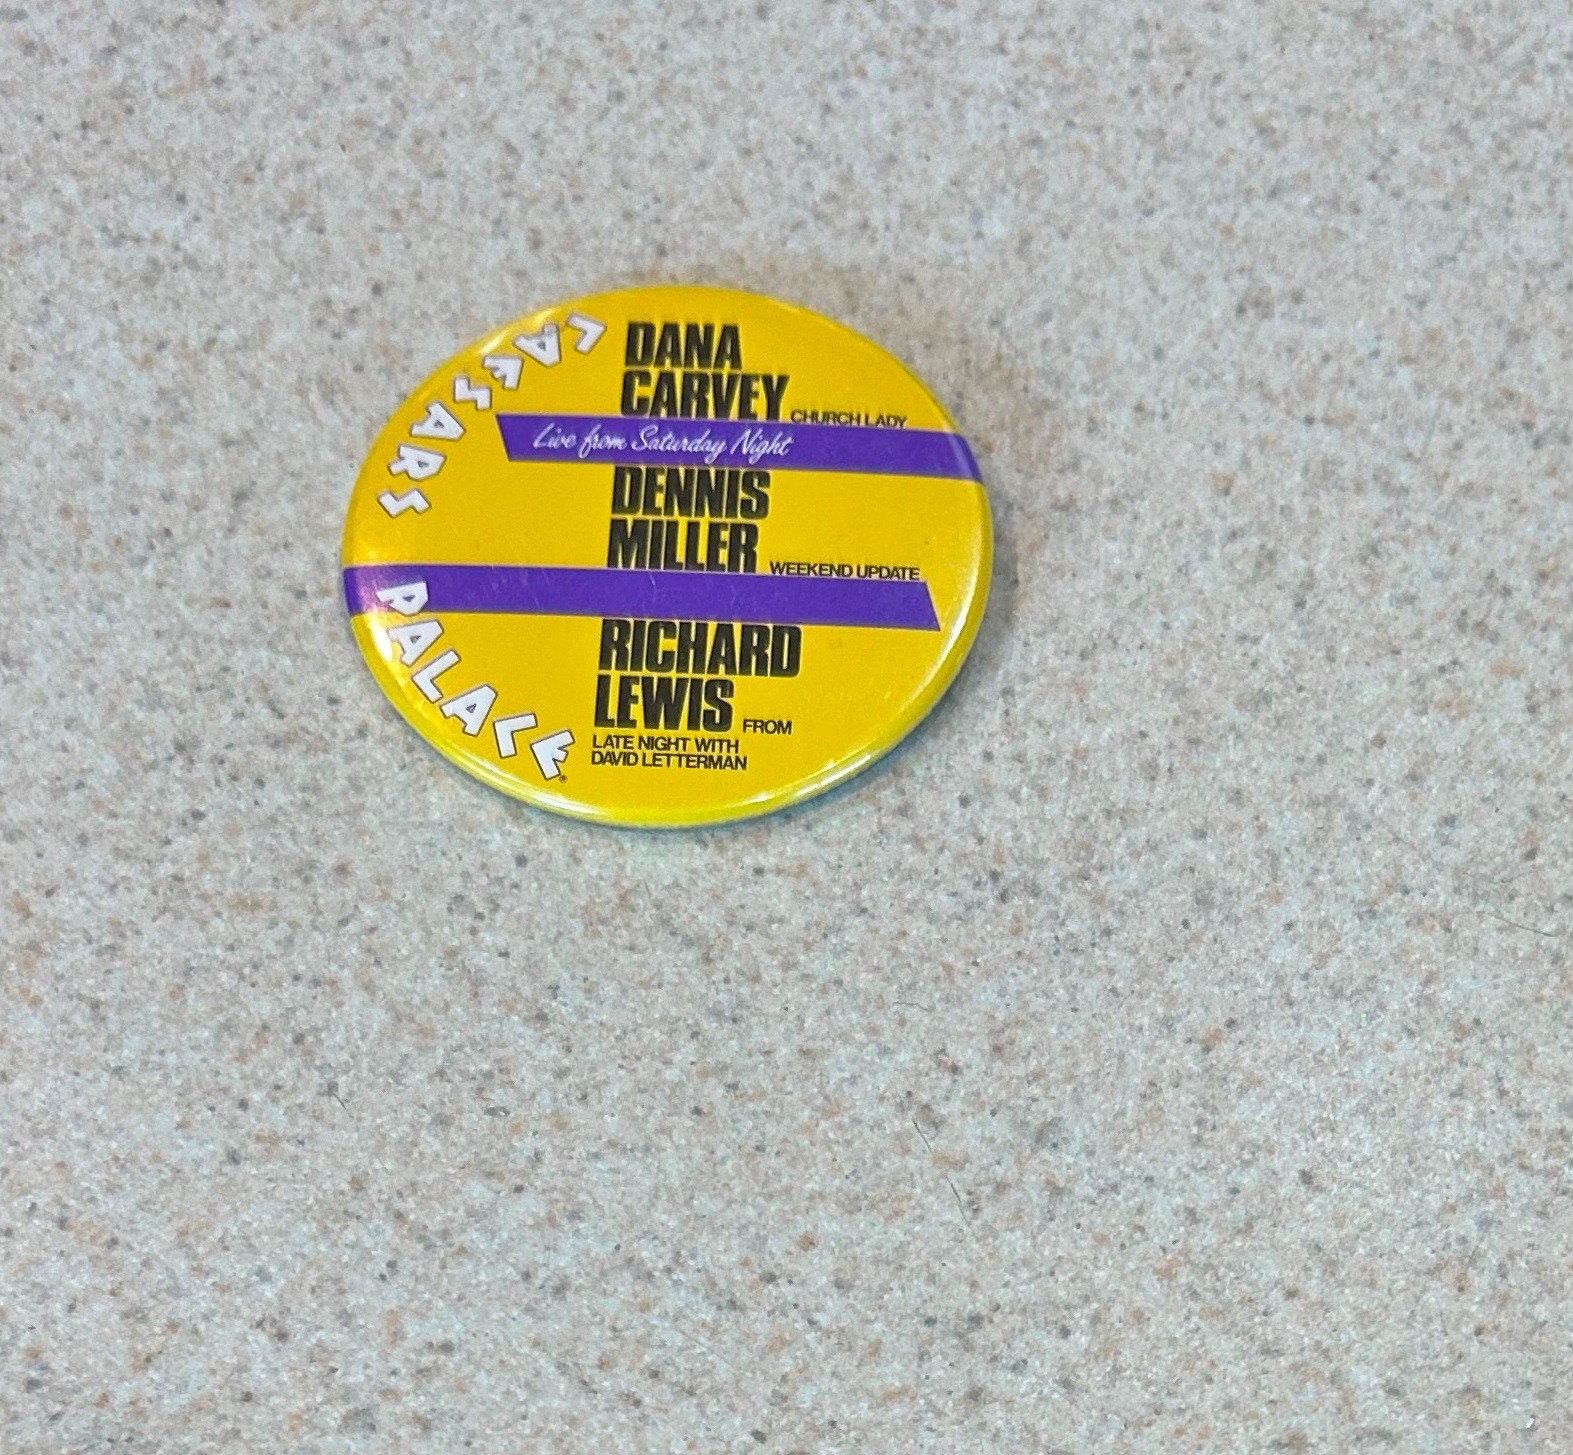 CAESARS PALACE®
DANA
CARVEY CHURCH LADY
Live from Saturday Night
DENNIS
MILLER WEEKEND UPDATE
RICHARD
LEWIS FROM
LATE NIGHT WITH
DAVID LETTERMAN